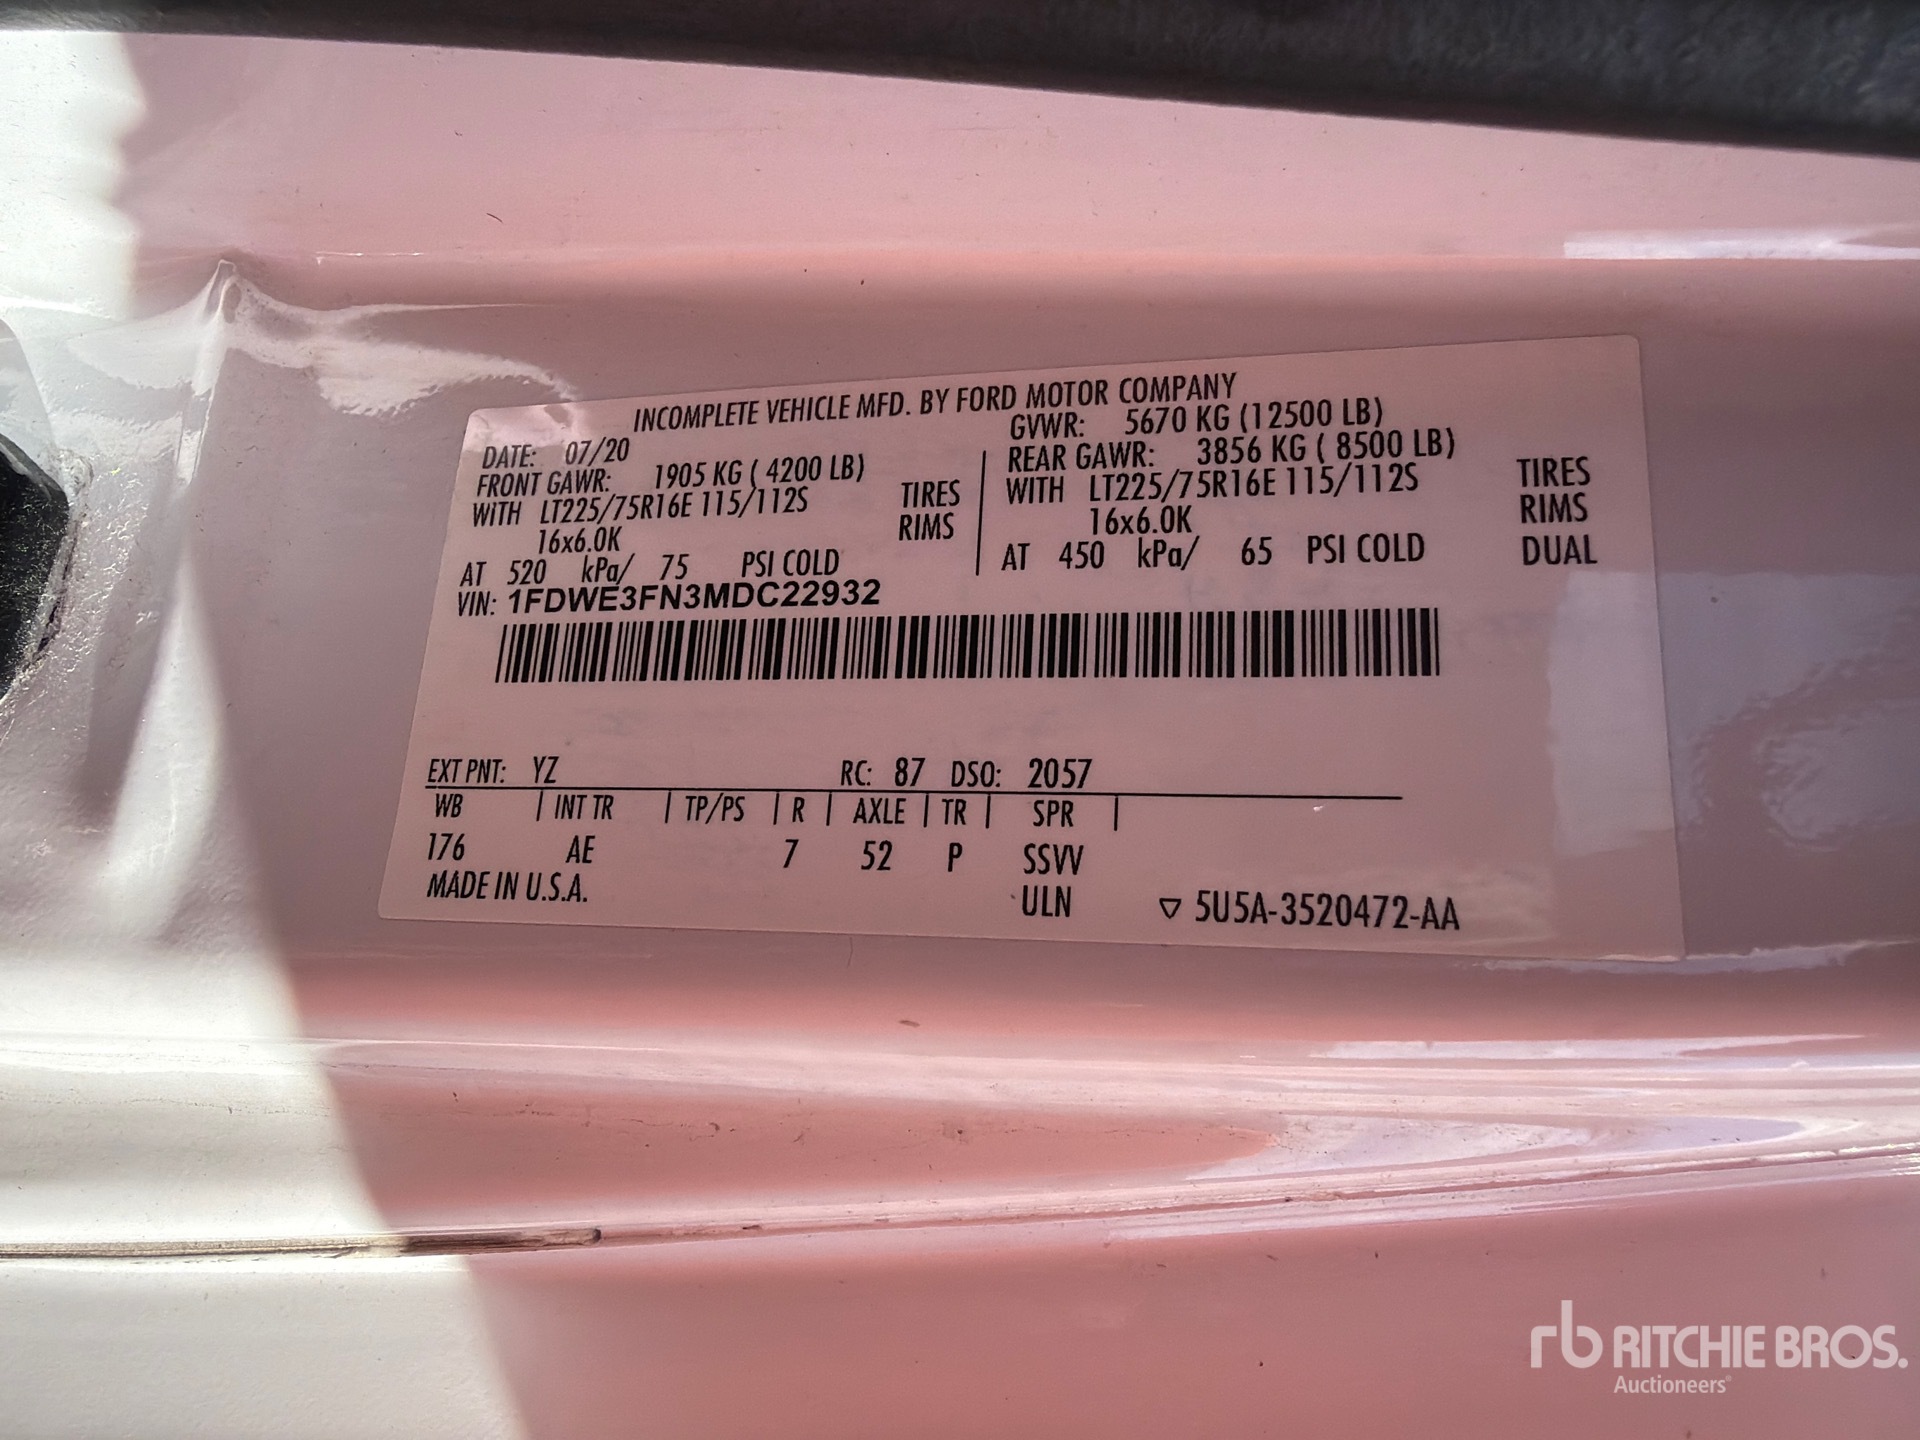 INCOMPLETE VEHICLE MFD. BY FORD MOTOR COMPANY
DATE: 07/20 GVWR: 5670 KG (12500 LB)
FRONT GAWR: 1905 KG ( 4200 LB) REAR GAWR: 3856 KG ( 8500 LB)
WITH LT225/75R16E 115/112S TIRES WITH LT225/75R16E 115/112S TIRES
16x6.0K RIMS 16x6.0K RIMS
AT 520 kPa/ 75 PSI COLD AT 450 kPa/ 65 PSI COLD DUAL
VIN: 1FDWE3FN3MDC22932
EXT PNT: YZ RC: 87 DSO: 2057
WB | INT TR | TP/PS | R | AXLE | TR | SPR |
176 AE 7 52 P SSVV
MADE IN U.S.A. ULN ▽ 5U5A-3520472-AA
rb RITCHIE BROS.
Auctioneers®